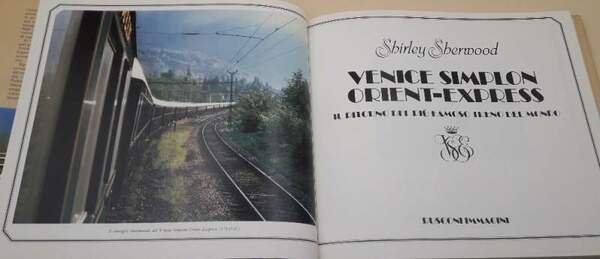 Shirley Sherwood
VENICE SIMPLON
ORIENT-EXPRESS
IL RITORNO DEL PIÙ FAMOSO TRENO DEL MONDO
RUSCONI IMMAGINI